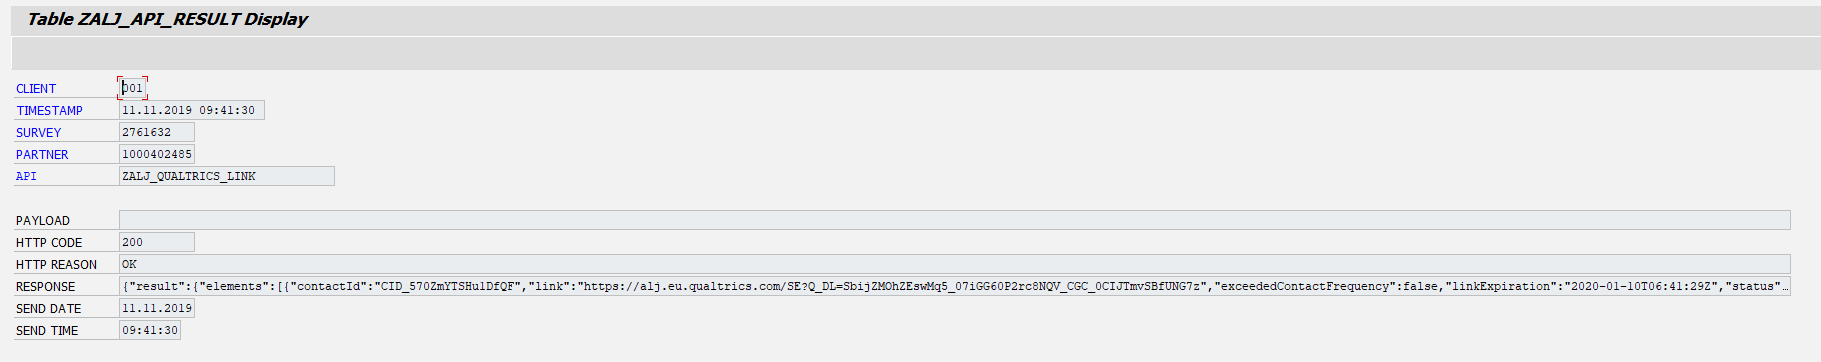 Table ZALJ_API_RESULT Display
CLIENT 001
TIMESTAMP 11.11.2019 09:41:30
SURVEY 2761632
PARTNER 1000402485
API ZALJ_QUALTRICS_LINK
PAYLOAD
HTTP CODE 200
HTTP REASON OK
RESPONSE {"result":{"elements":[{"contactId":"CID_570ZmYTSHu1DfQF","link":"https://alj.eu.qualtrics.com/SE?Q_DL=SbijZMOhZEswMq5_07iGG60P2rc8NQV_CGC_0CIJTmvSBfUNG7z","exceededContactFrequency":false,"linkExpiration":"2020-01-10T06:41:29Z","status"…
SEND DATE 11.11.2019
SEND TIME 09:41:30